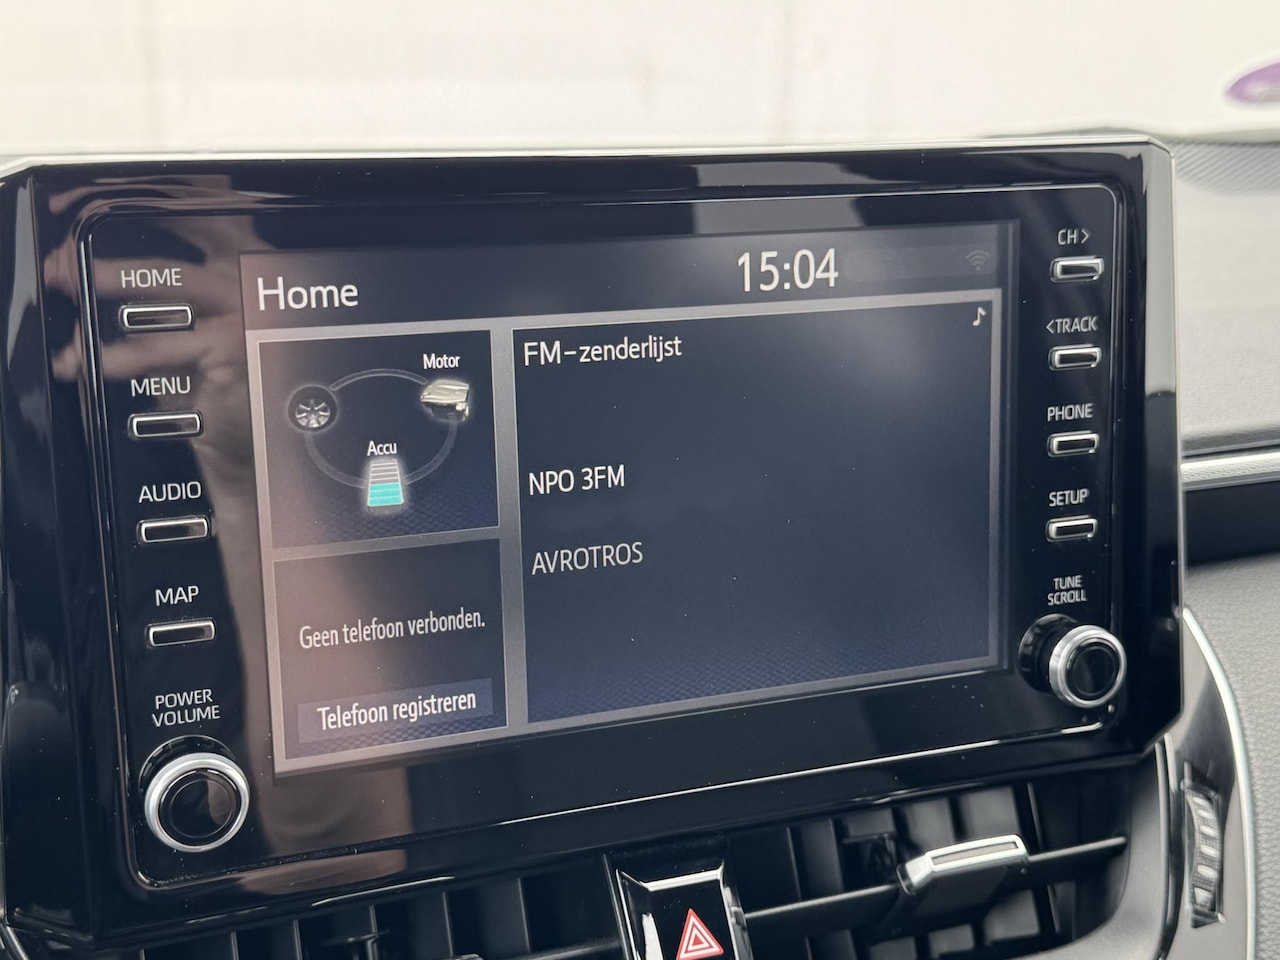 HOME
MENU
AUDIO
MAP
POWER
VOLUME
Home
15:04
Motor
Accu
Geen telefoon verbonden.
Telefoon registreren
FM-zenderlijst
NPO 3FM
AVROTROS
CH>
<TRACK
PHONE
SETUP
TUNE
SCROLL